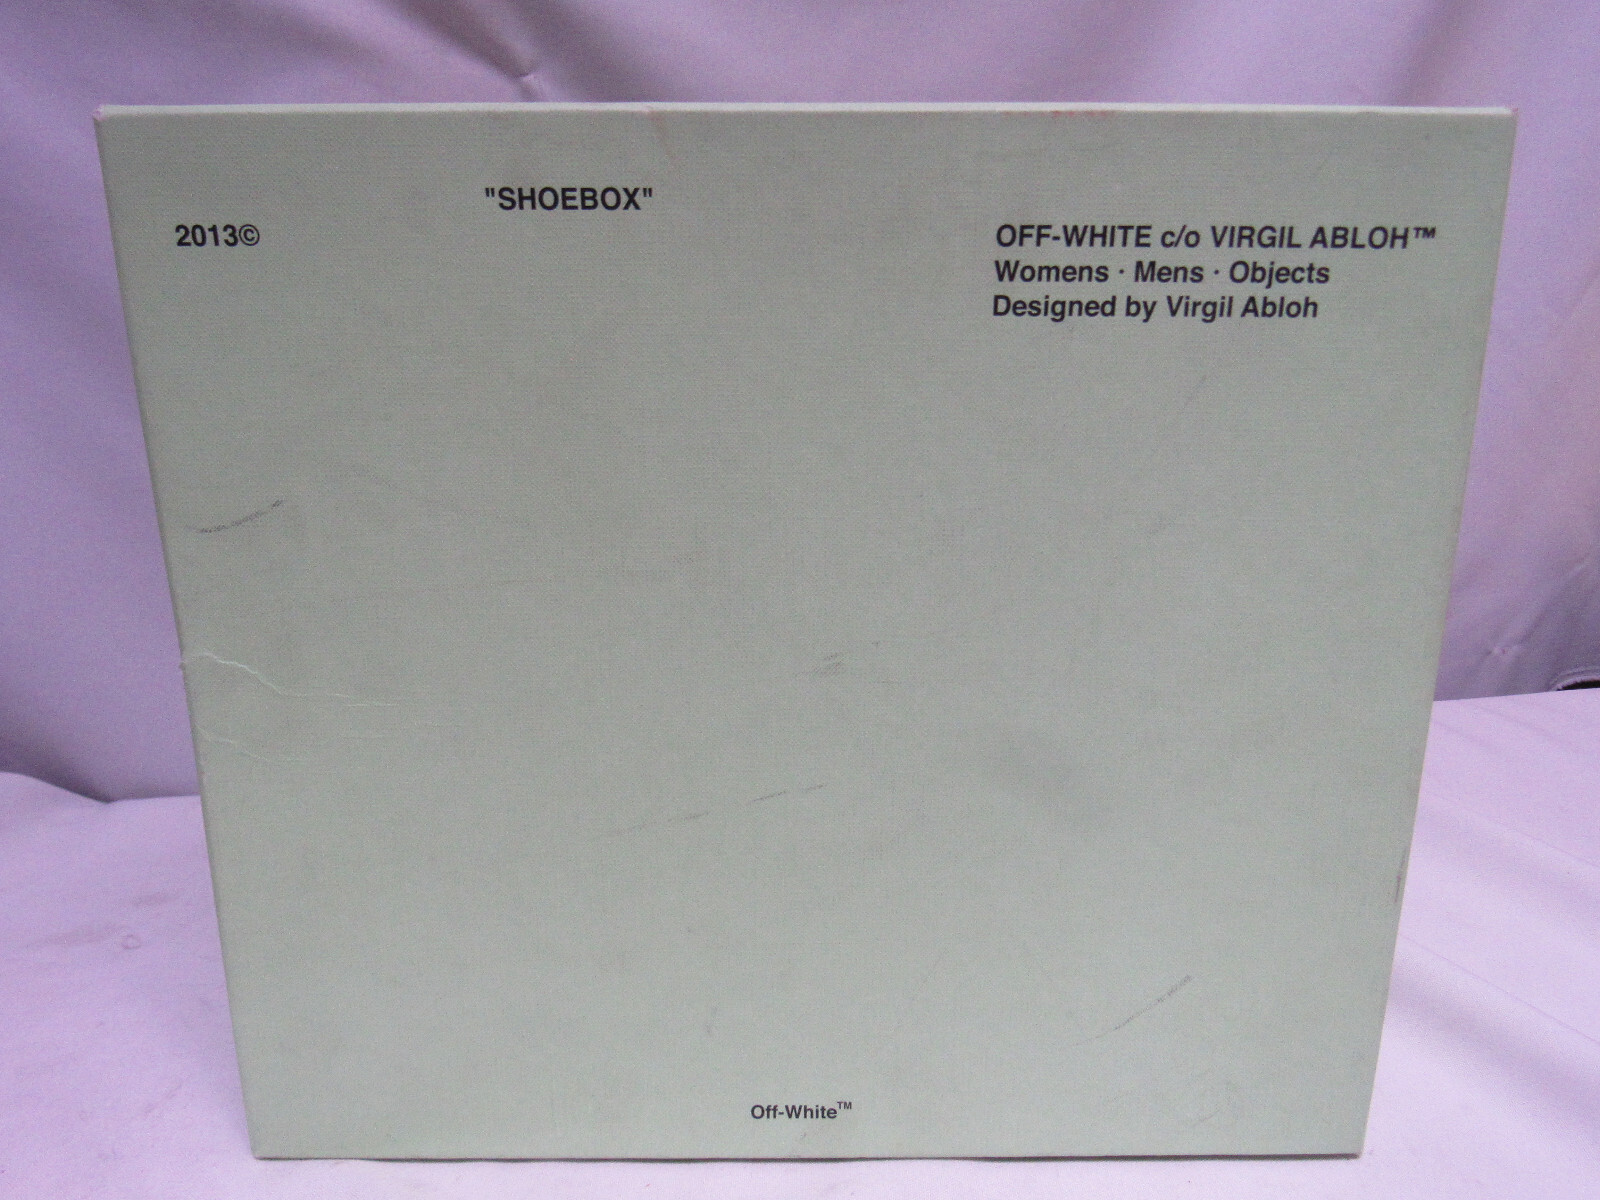 "SHOEBOX"
2013©
OFF-WHITE c/o VIRGIL ABLOH™
Womens · Mens · Objects
Designed by Virgil Abloh
Off-White™